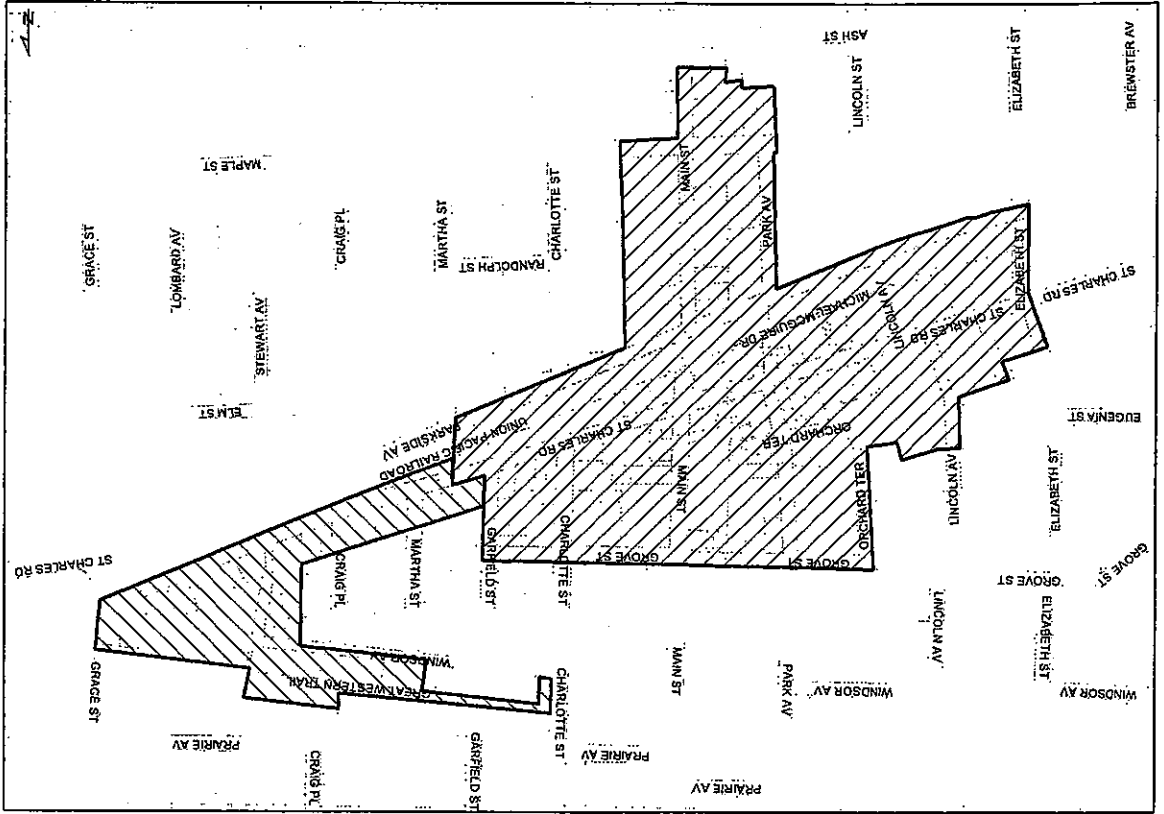 ASH ST
LINCOLN ST
ELIZABETH ST
BREWSTER AV
MAPLE ST
MAIN ST
GRACE ST
LOMBARD AV
CRAIG PL
MARTHA ST
CHARLOTTE ST
RANDOLPH ST
PARK AV
STEWART AV
MICHAEL MCGUIRE DR
LINCOLN AV
ELIZABETH ST
ST CHARLES RD
ST CHARLES RD
ELM ST
PARKSIDE AV
UNION PACIFIC RAILROAD
ST CHARLES RD
ORCHARD TER
EUGENIA ST
MAIN ST
ORCHARD TER
LINCOLN AV
ELIZABETH ST
ST CHARLES RD
CRAIG PL
MARTHA ST
GARFIELD ST
CHARLOTTE ST
GROVE ST
GROVE ST
GROVE ST
GROVE ST
LINCOLN AV
ELIZABETH ST
GRACE ST
WINDSOR AV
GREAT WESTERN TRAIL
CHARLOTTE ST
MAIN ST
PARK AV
WINDSOR AV
WINDSOR AV
PRAIRIE AV
CRAIG PL
GARFIELD ST
PRAIRIE AV
PRAIRIE AV